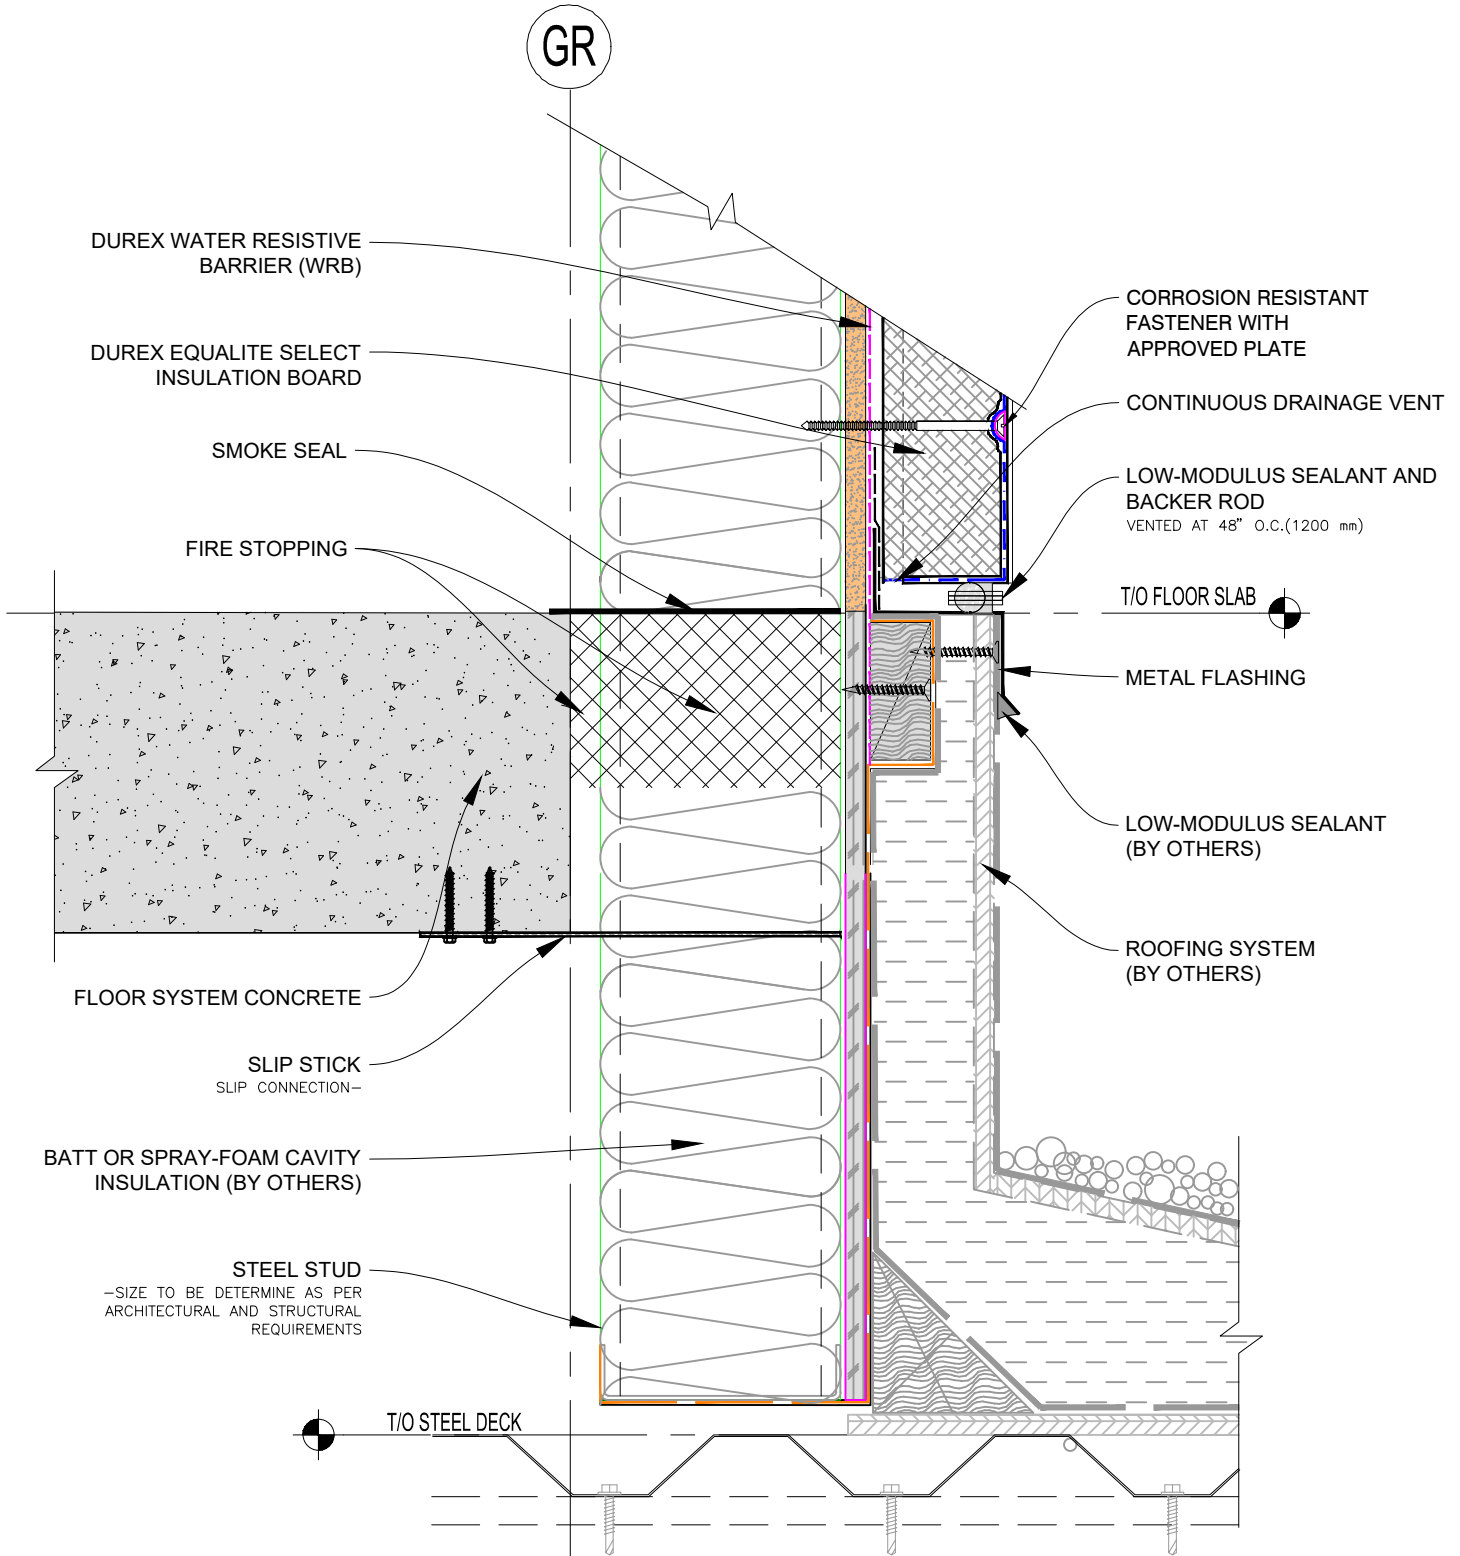 GR
DUREX WATER RESISTIVE
BARRIER (WRB)
DUREX EQUALITE SELECT
INSULATION BOARD
SMOKE SEAL
FIRE STOPPING
FLOOR SYSTEM CONCRETE
SLIP STICK
SLIP CONNECTION–
BATT OR SPRAY-FOAM CAVITY
INSULATION (BY OTHERS)
STEEL STUD
–SIZE TO BE DETERMINE AS PER
ARCHITECTURAL AND STRUCTURAL
REQUIREMENTS
T/O STEEL DECK
CORROSION RESISTANT
FASTENER WITH
APPROVED PLATE
CONTINUOUS DRAINAGE VENT
LOW-MODULUS SEALANT AND
BACKER ROD
VENTED AT 48” O.C.(1200 mm)
T/O FLOOR SLAB
METAL FLASHING
LOW-MODULUS SEALANT
(BY OTHERS)
ROOFING SYSTEM
(BY OTHERS)